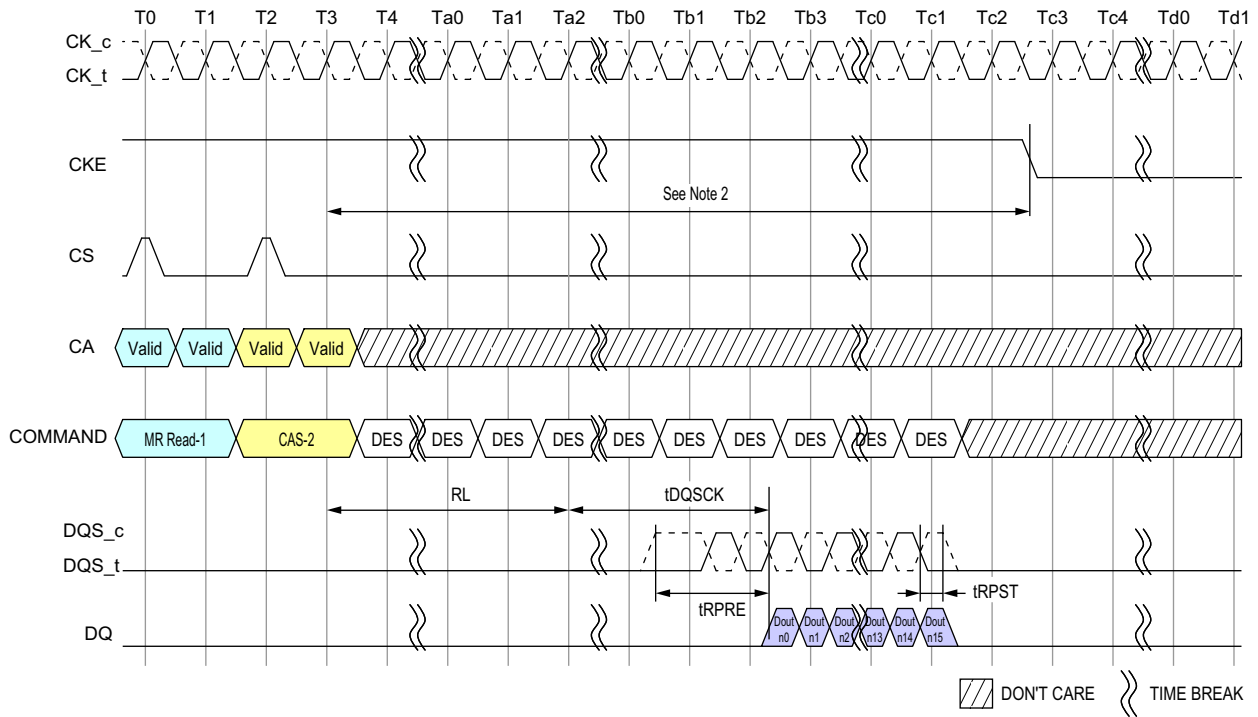 T0 T1 T2 T3 T4 Ta0 Ta1 Ta2 Tb0 Tb1 Tb2 Tb3 Tc0 Tc1 Tc2 Tc3 Tc4 Td0 Td1
CK_c
CK_t
CKE
See Note 2
CS
CA Valid Valid Valid Valid
COMMAND MR Read-1 CAS-2 DES DES DES DES DES DES DES DES DES DES
RL tDQSCK
DQS_c
DQS_t
tRPRE tRPST
DQ Dout n0 Dout n1 Dout n2 Dout n13 Dout n14 Dout n15
DON'T CARE TIME BREAK